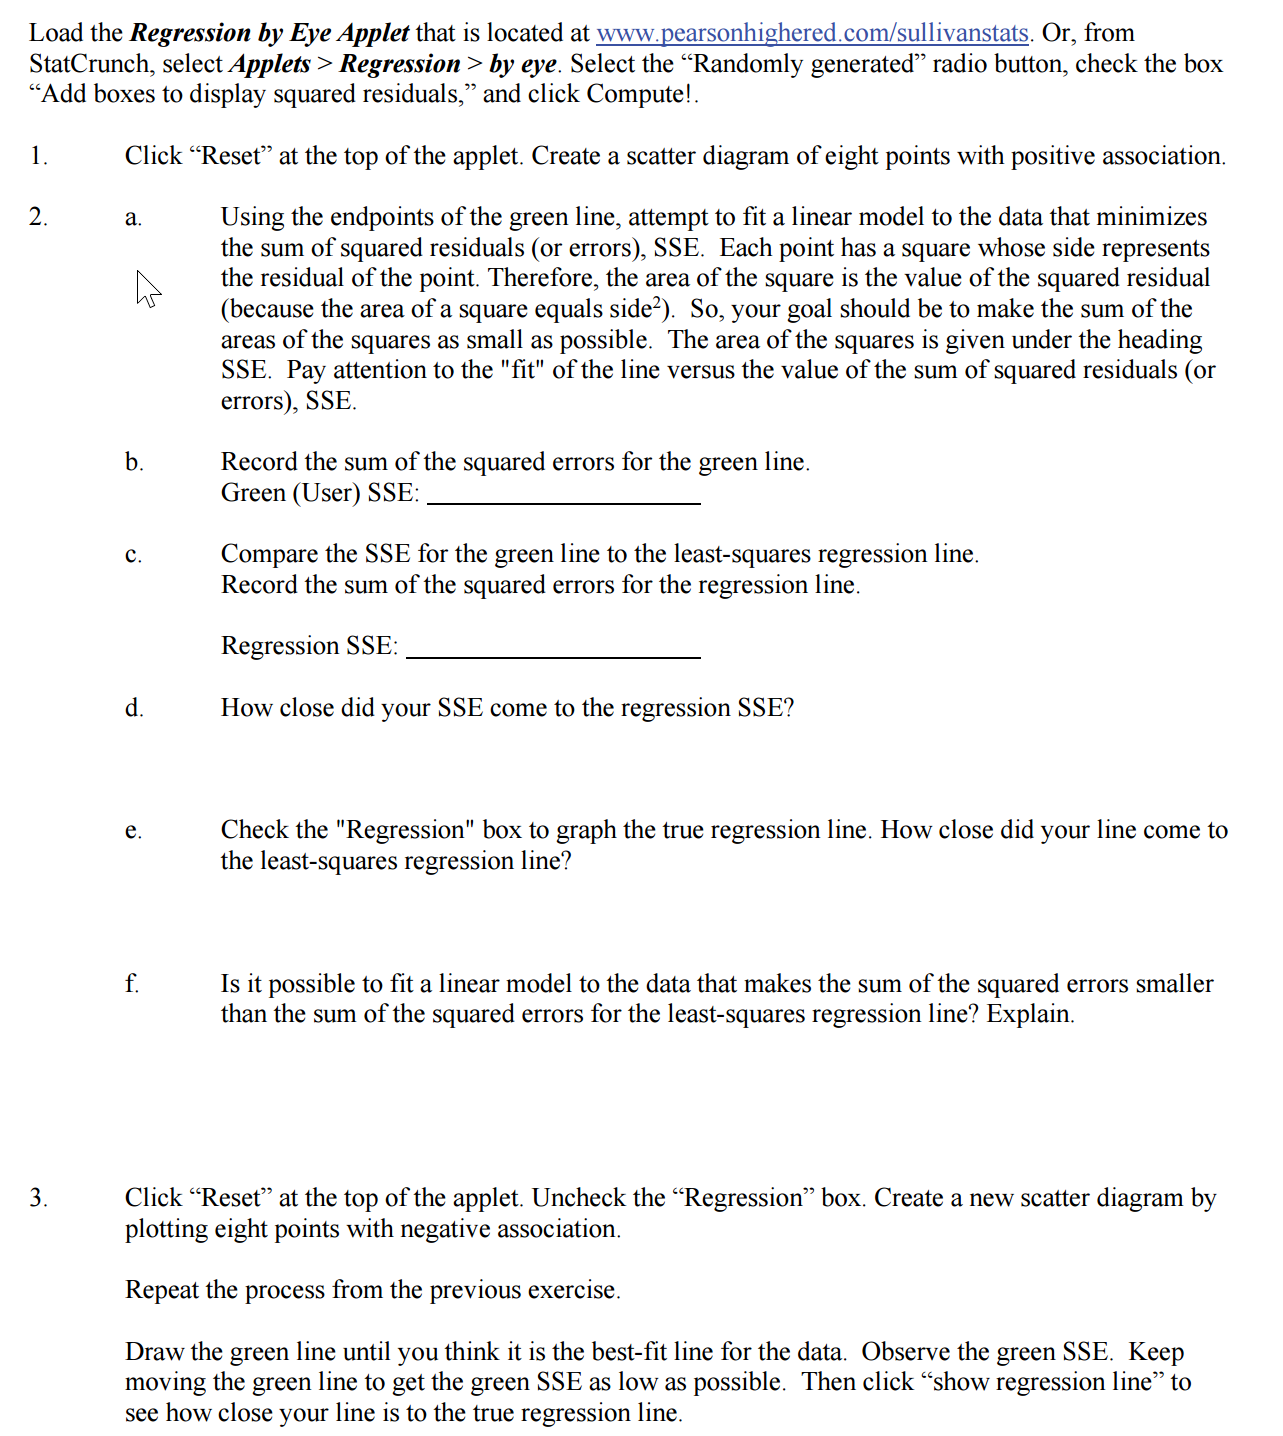 Load the Regression by Eye Applet that is located at www.pearsonhighered.com/sullivanstats. Or, from
StatCrunch, select Applets > Regression > by eye. Select the “Randomly generated” radio button, check the box
“Add boxes to display squared residuals,” and click Compute!.
1. Click “Reset” at the top of the applet. Create a scatter diagram of eight points with positive association.
2. a. Using the endpoints of the green line, attempt to fit a linear model to the data that minimizes
the sum of squared residuals (or errors), SSE. Each point has a square whose side represents
the residual of the point. Therefore, the area of the square is the value of the squared residual
(because the area of a square equals side²). So, your goal should be to make the sum of the
areas of the squares as small as possible. The area of the squares is given under the heading
SSE. Pay attention to the "fit" of the line versus the value of the sum of squared residuals (or
errors), SSE.
b. Record the sum of the squared errors for the green line.
Green (User) SSE: ____________________
c. Compare the SSE for the green line to the least-squares regression line.
Record the sum of the squared errors for the regression line.
Regression SSE: ____________________
d. How close did your SSE come to the regression SSE?
e. Check the "Regression" box to graph the true regression line. How close did your line come to
the least-squares regression line?
f. Is it possible to fit a linear model to the data that makes the sum of the squared errors smaller
than the sum of the squared errors for the least-squares regression line? Explain.
3. Click “Reset” at the top of the applet. Uncheck the “Regression” box. Create a new scatter diagram by
plotting eight points with negative association.
Repeat the process from the previous exercise.
Draw the green line until you think it is the best-fit line for the data. Observe the green SSE. Keep
moving the green line to get the green SSE as low as possible. Then click “show regression line” to
see how close your line is to the true regression line.